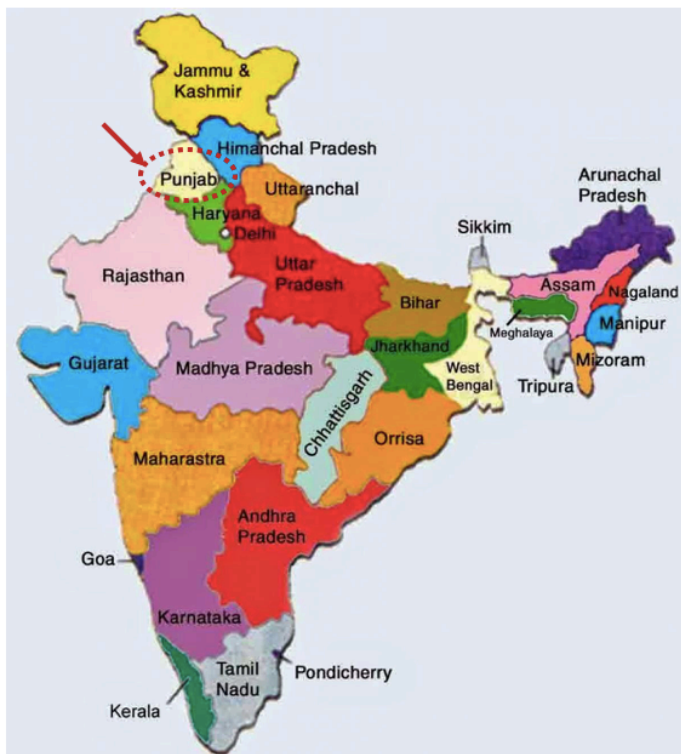 Jammu &
Kashmir
Himanchal Pradesh
Punjab
Uttaranchal
Arunachal
Pradesh
Haryana
Delhi
Sikkim
Rajasthan
Uttar
Pradesh
Assam
Nagaland
Bihar
Meghalaya
Manipur
Jharkhand
Gujarat
Madhya Pradesh
West
Bengal
Mizoram
Tripura
Chhattisgarh
Orrisa
Maharastra
Andhra
Pradesh
Goa
Karnataka
Tamil
Nadu
Pondicherry
Kerala